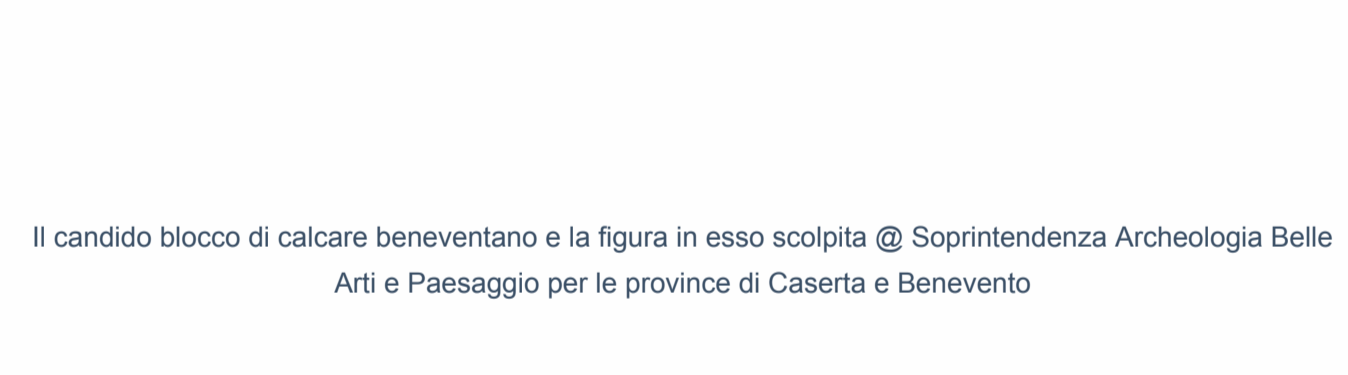 Il candido blocco di calcare beneventano e la figura in esso scolpita @ Soprintendenza Archeologia Belle
Arti e Paesaggio per le province di Caserta e Benevento